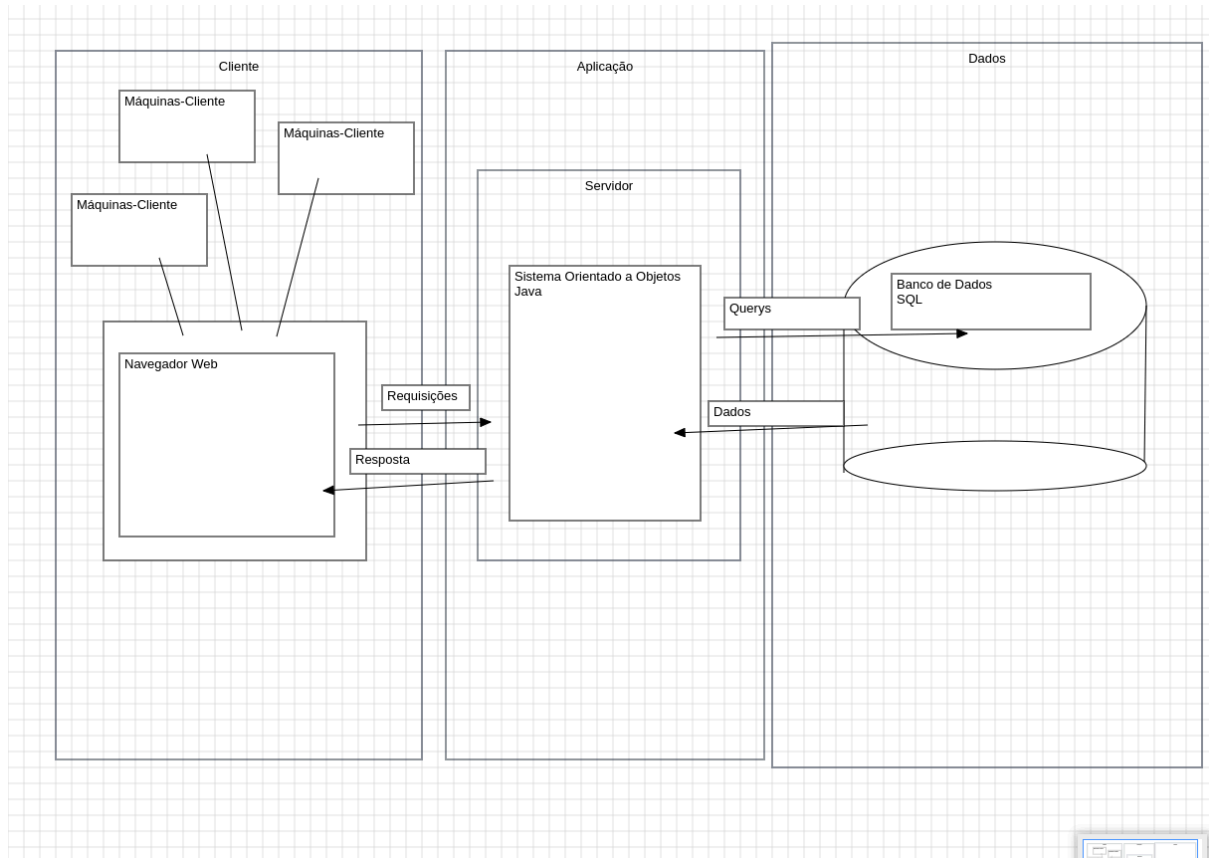 Cliente
Máquinas-Cliente
Máquinas-Cliente
Máquinas-Cliente
Navegador Web
Requisições
Resposta
Aplicação
Servidor
Sistema Orientado a Objetos
Java
Querys
Dados
Dados
Banco de Dados
SQL